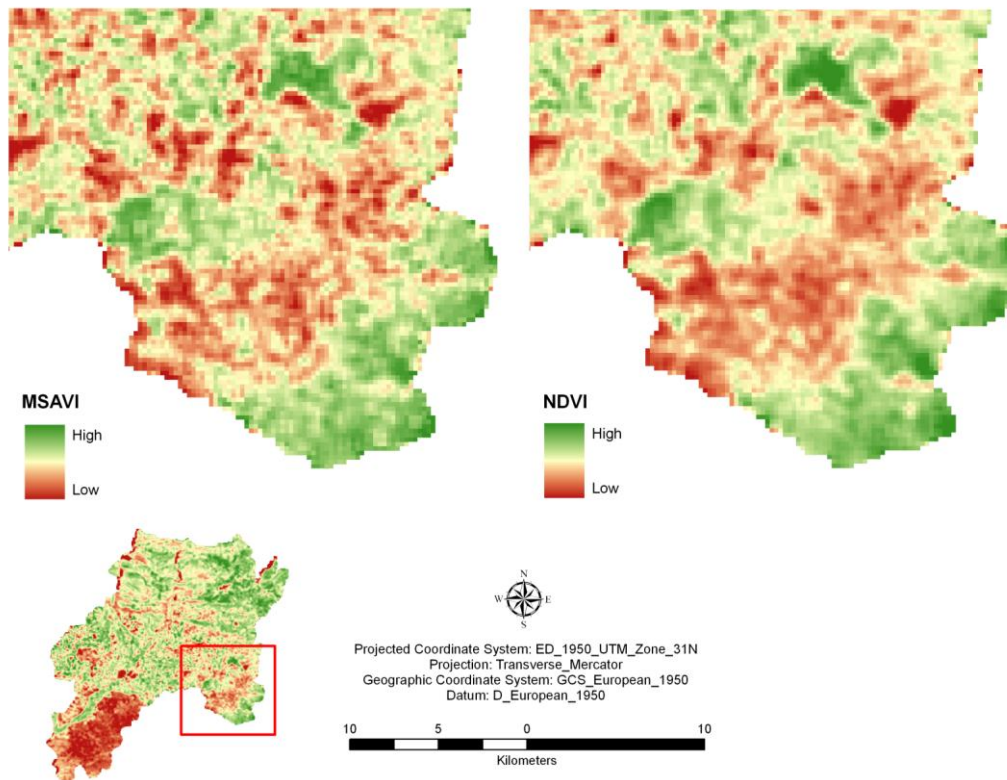 MSAVI
High
Low
NDVI
High
Low
N
W E
S
Projected Coordinate System: ED_1950_UTM_Zone_31N
Projection: Transverse_Mercator
Geographic Coordinate System: GCS_European_1950
Datum: D_European_1950
10 5 0 10
Kilometers